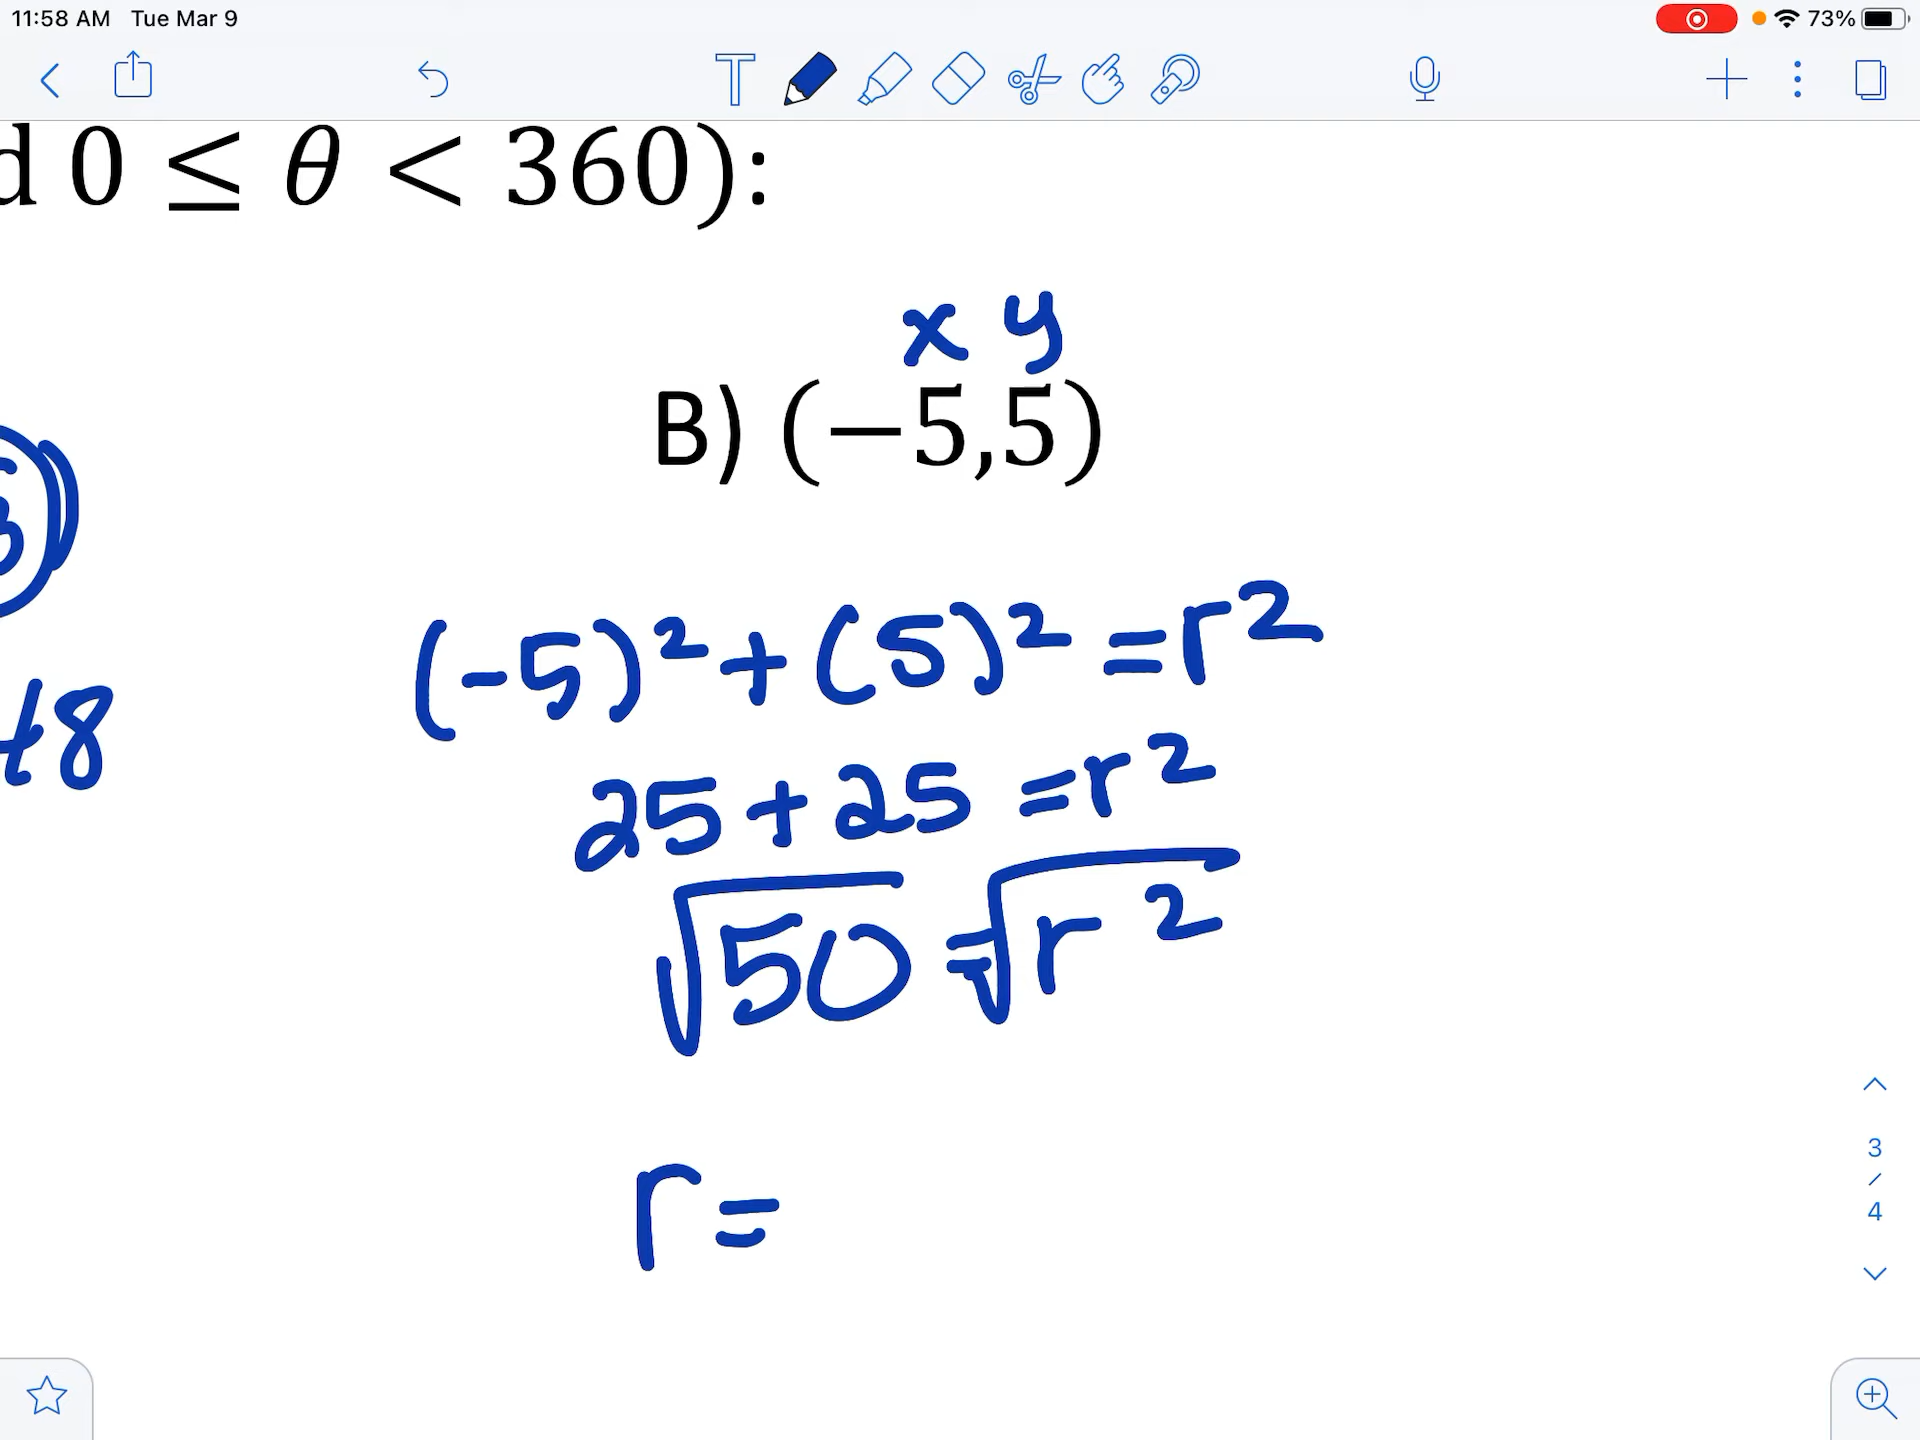 11:58 AM Tue Mar 9
73%
d 0 ≤ θ < 360):
x y
B) (−5,5)
(-5)² + (5)² = r²
48
25 + 25 = r²
√50 = √r²
r =
3
/
4